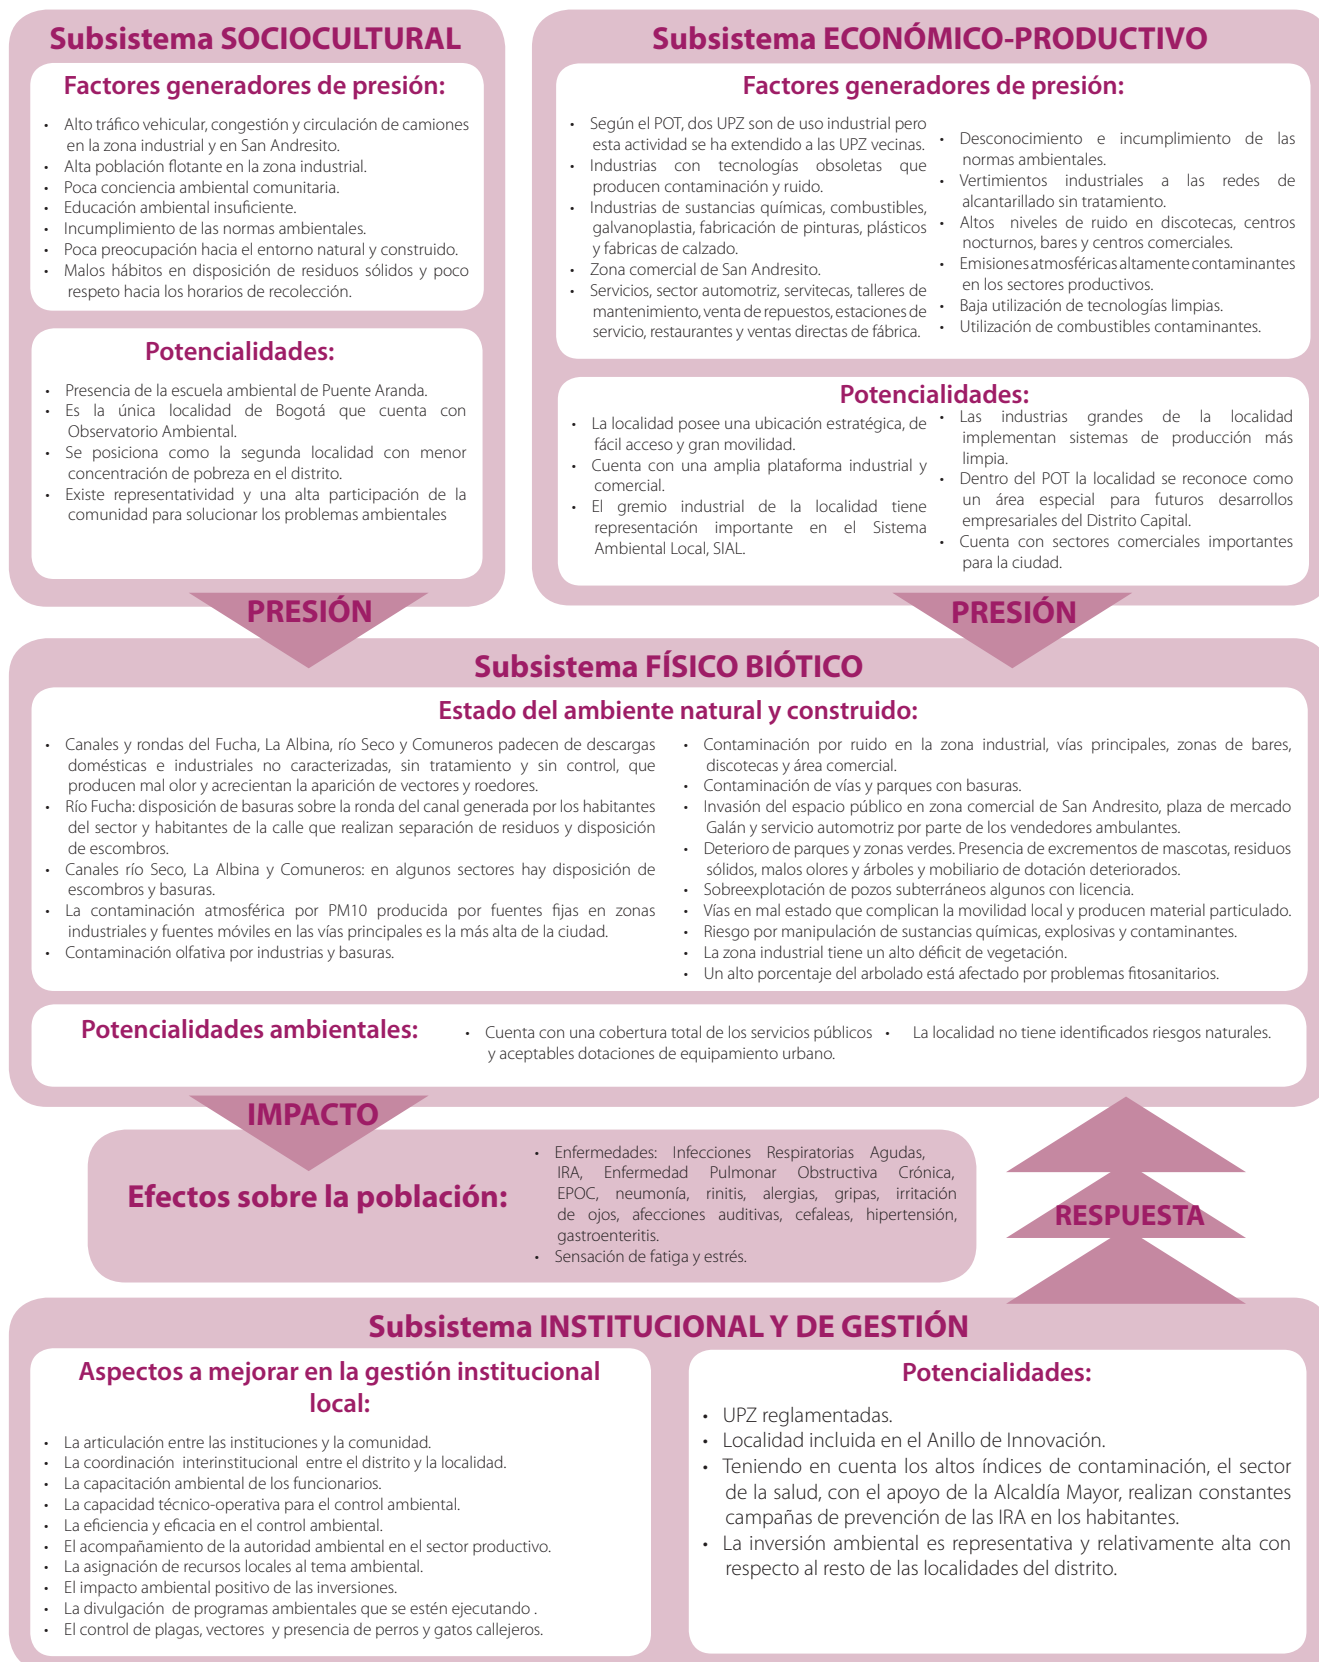 Subsistema SOCIOCULTURAL
Factores generadores de presión:
• Alto tráfico vehicular, congestión y circulación de camiones
en la zona industrial y en San Andresito.
• Alta población flotante en la zona industrial.
• Poca conciencia ambiental comunitaria.
• Educación ambiental insuficiente.
• Incumplimiento de las normas ambientales.
• Poca preocupación hacia el entorno natural y construido.
• Malos hábitos en disposición de residuos sólidos y poco
respeto hacia los horarios de recolección.
Potencialidades:
• Presencia de la escuela ambiental de Puente Aranda.
• Es la única localidad de Bogotá que cuenta con
Observatorio Ambiental.
• Se posiciona como la segunda localidad con menor
concentración de pobreza en el distrito.
• Existe representatividad y una alta participación de la
comunidad para solucionar los problemas ambientales
PRESIÓN
Subsistema ECONÓMICO-PRODUCTIVO
Factores generadores de presión:
• Según el POT, dos UPZ son de uso industrial pero
esta actividad se ha extendido a las UPZ vecinas.
• Industrias con tecnologías obsoletas que
producen contaminación y ruido.
• Industrias de sustancias químicas, combustibles,
galvanoplastia, fabricación de pinturas, plásticos
y fabricas de calzado.
• Zona comercial de San Andresito.
• Servicios, sector automotriz, servitecas, talleres de
mantenimiento, venta de repuestos, estaciones de
servicio, restaurantes y ventas directas de fábrica.
• Desconocimiento e incumplimiento de las
normas ambientales.
• Vertimientos industriales a las redes de
alcantarillado sin tratamiento.
• Altos niveles de ruido en discotecas, centros
nocturnos, bares y centros comerciales.
• Emisiones atmosféricas altamente contaminantes
en los sectores productivos.
• Baja utilización de tecnologías limpias.
• Utilización de combustibles contaminantes.
Potencialidades:
• La localidad posee una ubicación estratégica, de
fácil acceso y gran movilidad.
• Cuenta con una amplia plataforma industrial y
comercial.
• El gremio industrial de la localidad tiene
representación importante en el Sistema
Ambiental Local, SIAL.
• Las industrias grandes de la localidad
implementan sistemas de producción más
limpia.
• Dentro del POT la localidad se reconoce como
un área especial para futuros desarrollos
empresariales del Distrito Capital.
• Cuenta con sectores comerciales importantes
para la ciudad.
PRESIÓN
Subsistema FÍSICO BIÓTICO
Estado del ambiente natural y construido:
• Canales y rondas del Fucha, La Albina, río Seco y Comuneros padecen de descargas
domésticas e industriales no caracterizadas, sin tratamiento y sin control, que
producen mal olor y acrecientan la aparición de vectores y roedores.
• Río Fucha: disposición de basuras sobre la ronda del canal generada por los habitantes
del sector y habitantes de la calle que realizan separación de residuos y disposición
de escombros.
• Canales río Seco, La Albina y Comuneros: en algunos sectores hay disposición de
escombros y basuras.
• La contaminación atmosférica por PM10 producida por fuentes fijas en zonas
industriales y fuentes móviles en las vías principales es la más alta de la ciudad.
• Contaminación olfativa por industrias y basuras.
• Contaminación por ruido en la zona industrial, vías principales, zonas de bares,
discotecas y área comercial.
• Contaminación de vías y parques con basuras.
• Invasión del espacio público en zona comercial de San Andresito, plaza de mercado
Galán y servicio automotriz por parte de los vendedores ambulantes.
• Deterioro de parques y zonas verdes. Presencia de excrementos de mascotas, residuos
sólidos, malos olores y árboles y mobiliario de dotación deteriorados.
• Sobreexplotación de pozos subterráneos algunos con licencia.
• Vías en mal estado que complican la movilidad local y producen material particulado.
• Riesgo por manipulación de sustancias químicas, explosivas y contaminantes.
• La zona industrial tiene un alto déficit de vegetación.
• Un alto porcentaje del arbolado está afectado por problemas fitosanitarios.
Potencialidades ambientales:
• Cuenta con una cobertura total de los servicios públicos
y aceptables dotaciones de equipamiento urbano.
• La localidad no tiene identificados riesgos naturales.
IMPACTO
Efectos sobre la población:
• Enfermedades: Infecciones Respiratorias Agudas,
IRA, Enfermedad Pulmonar Obstructiva Crónica,
EPOC, neumonía, rinitis, alergias, gripas, irritación
de ojos, afecciones auditivas, cefaleas, hipertensión,
gastroenteritis.
• Sensación de fatiga y estrés.
RESPUESTA
Subsistema INSTITUCIONAL Y DE GESTIÓN
Aspectos a mejorar en la gestión institucional
local:
• La articulación entre las instituciones y la comunidad.
• La coordinación interinstitucional entre el distrito y la localidad.
• La capacitación ambiental de los funcionarios.
• La capacidad técnico-operativa para el control ambiental.
• La eficiencia y eficacia en el control ambiental.
• El acompañamiento de la autoridad ambiental en el sector productivo.
• La asignación de recursos locales al tema ambiental.
• El impacto ambiental positivo de las inversiones.
• La divulgación de programas ambientales que se estén ejecutando .
• El control de plagas, vectores y presencia de perros y gatos callejeros.
Potencialidades:
• UPZ reglamentadas.
• Localidad incluida en el Anillo de Innovación.
• Teniendo en cuenta los altos índices de contaminación, el sector
de la salud, con el apoyo de la Alcaldía Mayor, realizan constantes
campañas de prevención de las IRA en los habitantes.
• La inversión ambiental es representativa y relativamente alta con
respecto al resto de las localidades del distrito.